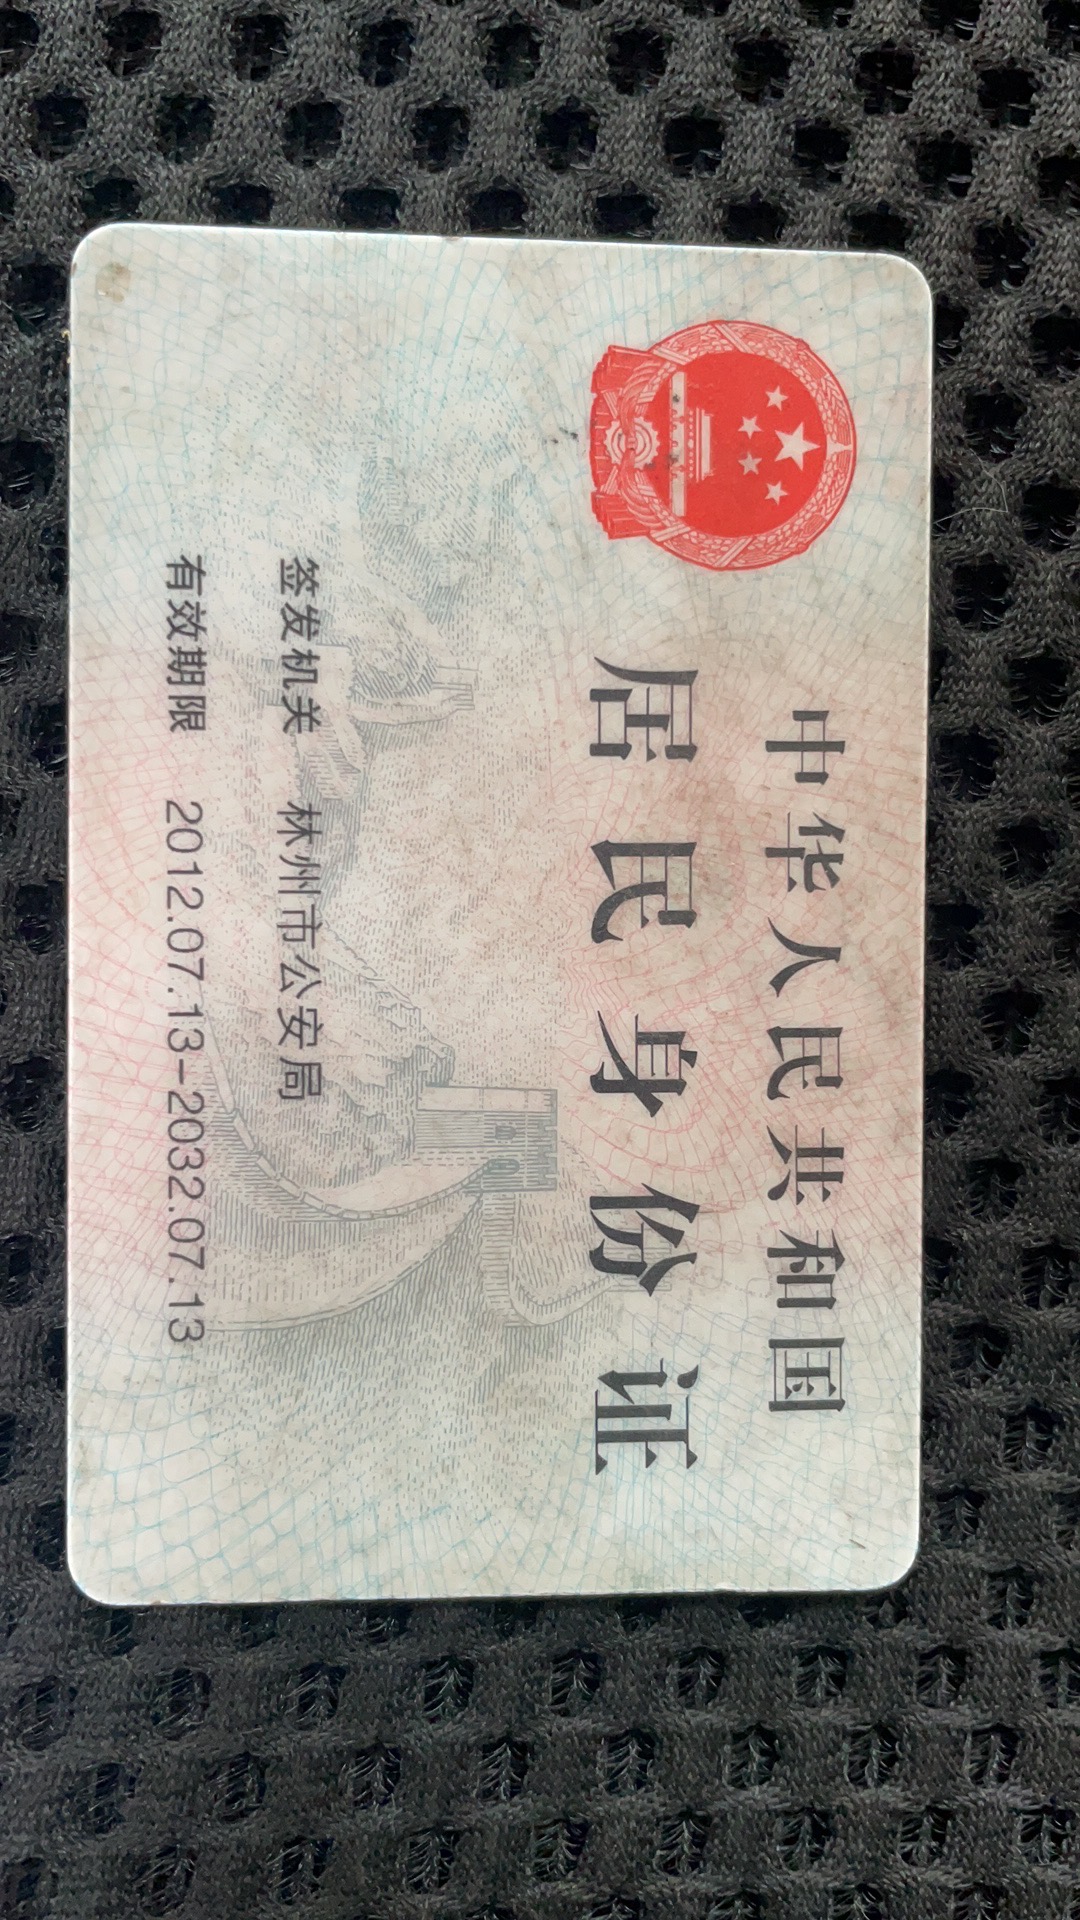 中华人民共和国
居民身份证
签发机关 林州市公安局
有效期限 2012.07.13-2032.07.13